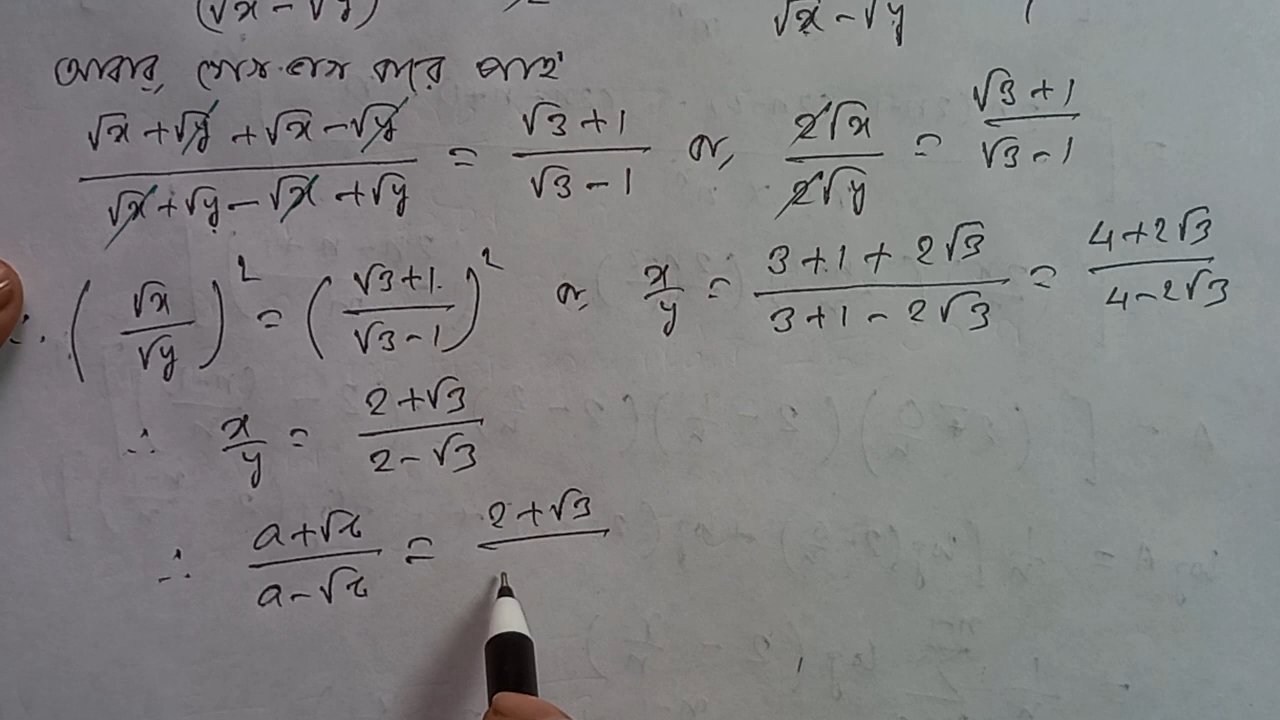 (√x - √y)
√x - √y
আবার, যোগ-ভাগ করে পাই
(√x + √y + √x - √y)/(√x + √y - √x + √y) = (√3 + 1)/(√3 - 1) or, 2√x/2√y = (√3 + 1)/(√3 - 1)
∴ (√x/√y)² = ((√3 + 1)/(√3 - 1))² or, x/y = (3 + 1 + 2√3)/(3 + 1 - 2√3) = (4 + 2√3)/(4 - 2√3)
∴ x/y = (2 + √3)/(2 - √3)
∴ (a + √x)/(a - √x) = 2 + √3